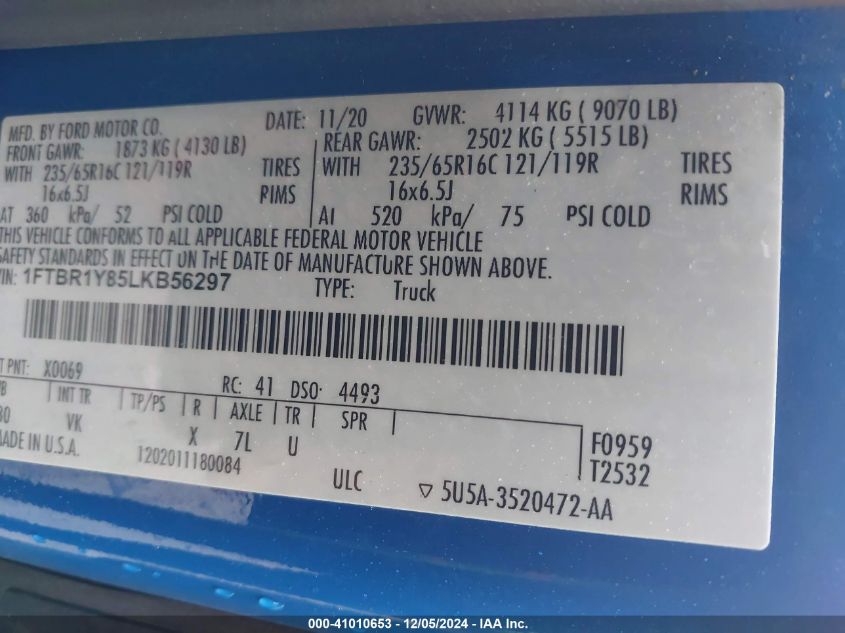 MFD. BY FORD MOTOR CO.
DATE: 11/20 GVWR: 4114 KG ( 9070 LB)
FRONT GAWR: 1873 KG ( 4130 LB)
WITH 235/65R16C 121/119R TIRES
16x6.5J RIMS
AT 360 kPa/ 52 PSI COLD
REAR GAWR: 2502 KG ( 5515 LB)
WITH 235/65R16C 121/119R TIRES
16x6.5J RIMS
AT 520 kPa/ 75 PSI COLD
THIS VEHICLE CONFORMS TO ALL APPLICABLE FEDERAL MOTOR VEHICLE
SAFETY STANDARDS IN EFFECT ON THE DATE OF MANUFACTURE SHOWN ABOVE.
VIN: 1FTBR1Y85LKB56297 TYPE: Truck
PNT: X0069
RC: 41 DSO: 4493
INT TR TP/PS R AXLE TR SPR
VK X 7L U
F0959
T2532
MADE IN U.S.A. 1202011180084
ULC ▽ 5U5A-3520472-AA
000-41010653 - 12/05/2024 - IAA Inc.